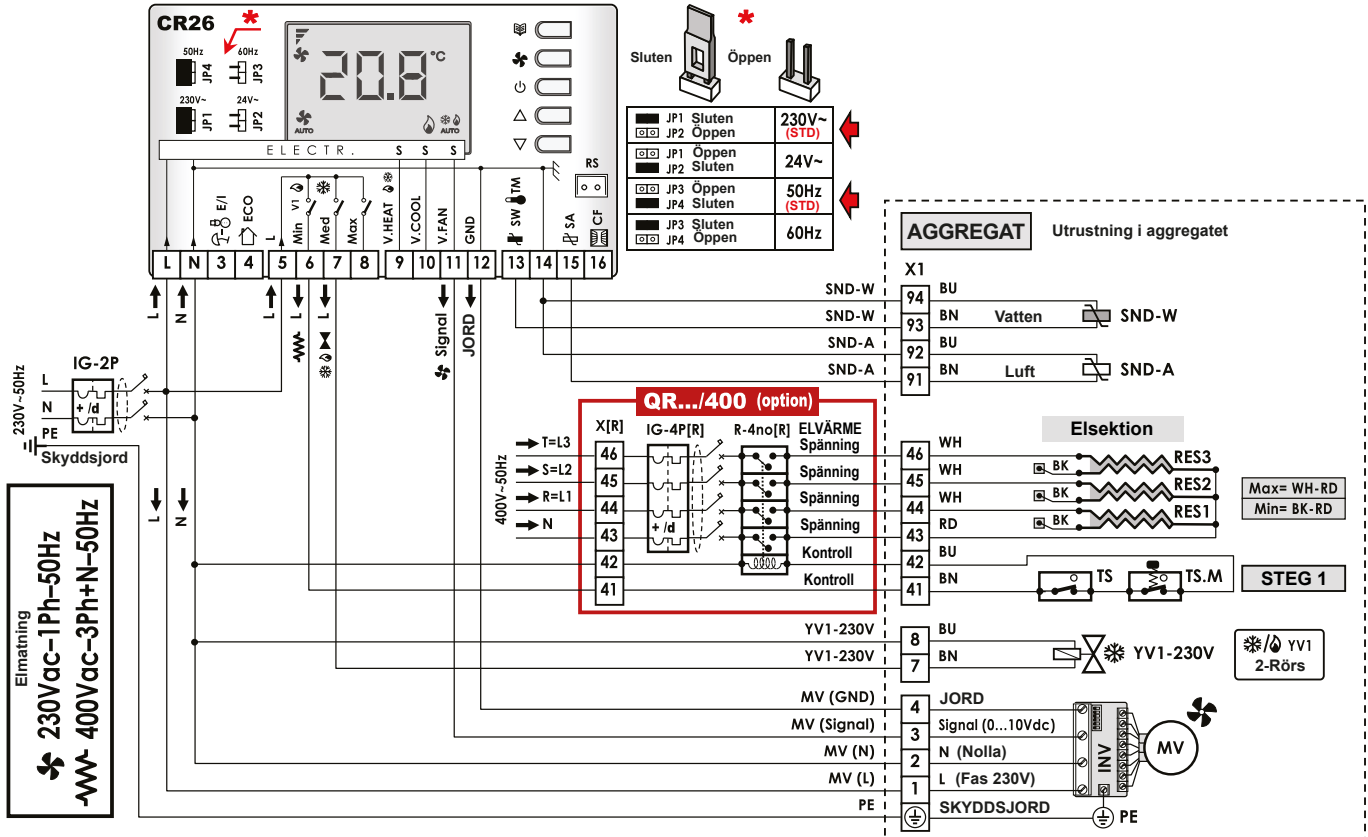 CR26
*
50Hz
60Hz
JP4
JP3
230V~
24V~
JP1
JP2
20.8 °C
AUTO
AUTO
ELECTR.
S
S
S
RS
E/I
ECO
L
Min
V1
Med
Max
V.HEAT
V.COOL
V.FAN
GND
SW
TM
SA
CF
L
N
3
4
5
6
7
8
9
10
11
12
13
14
15
16
*
Sluten
Öppen
JP1 Sluten
JP2 Öppen
230V~
(STD)
JP1 Öppen
JP2 Sluten
24V~
JP3 Öppen
JP4 Sluten
50Hz
(STD)
JP3 Sluten
JP4 Öppen
60Hz
L
N
L
L
L
Signal
JORD
230V~50Hz
IG-2P
L
N
+ /d
PE
Skyddsjord
L
N
Elmatning
230Vac–1Ph–50Hz
400Vac–3Ph+N–50Hz
AGGREGAT
Utrustning i aggregatet
X1
SND-W
94
BU
SND-W
93
BN
Vatten
SND-W
SND-A
92
BU
SND-A
91
BN
Luft
SND-A
QR.../400 (option)
X[R]
IG-4P[R]
R-4no[R]
ELVÄRME
400V~50Hz
T=L3
46
Spänning
46
WH
S=L2
45
Spänning
45
WH
R=L1
44
Spänning
44
WH
N
43
+ /d
Spänning
43
RD
42
Kontroll
42
BU
41
Kontroll
41
BN
Elsektion
BK
RES3
BK
RES2
BK
RES1
Max= WH-RD
Min= BK-RD
TS
TS.M
STEG 1
YV1-230V
8
BU
YV1-230V
7
BN
YV1-230V
YV1
2-Rörs
MV (GND)
4
JORD
MV (Signal)
3
Signal (0...10Vdc)
MV (N)
2
N (Nolla)
MV (L)
1
L (Fas 230V)
PE
SKYDDSJORD
INV
MV
PE